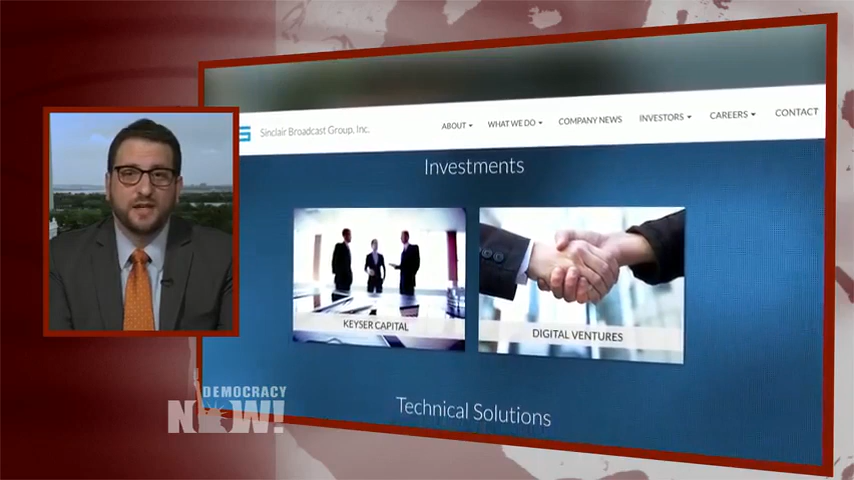 Sinclair Broadcast Group, Inc.
ABOUT WHAT WE DO COMPANY NEWS INVESTORS CAREERS CONTACT
Investments
KEYSER CAPITAL DIGITAL VENTURES
Technical Solutions
DEMOCRACY
NOW!